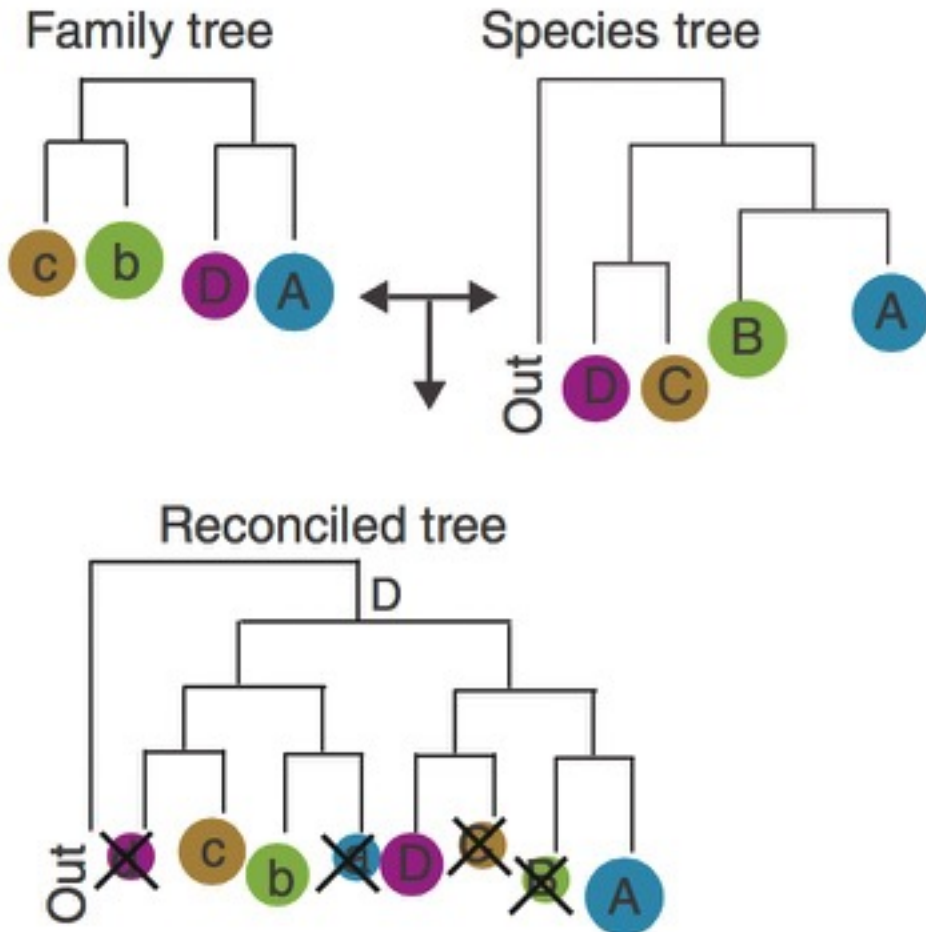 Family tree
Species tree
c b D A
Out D C B A
Reconciled tree
D
Out c b A D C B A